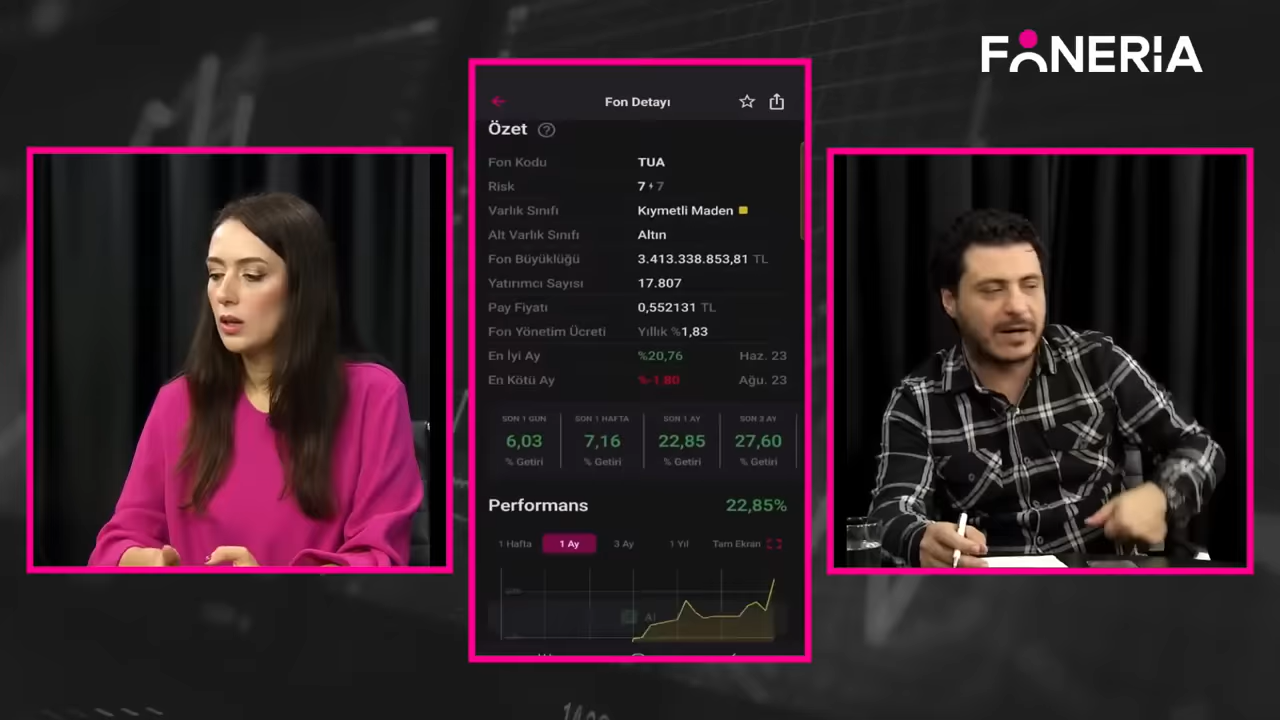 FONERIA
Fon Detayı
Özet ?
Fon Kodu TUA
Risk 7 7
Varlık Sınıfı Kıymetli Maden
Alt Varlık Sınıfı Altın
Fon Büyüklüğü 3.413.338.853,81 TL
Yatırımcı Sayısı 17.807
Pay Fiyatı 0,552131 TL
Fon Yönetim Ücreti Yıllık %1,83
En İyi Ay %20,76 Haz. 23
En Kötü Ay %-1,80 Ağu. 23
SON 1 GÜN SON 1 HAFTA SON 1 AY SON 3 AY
6,03 7,16 22,85 27,60
% Getiri % Getiri % Getiri % Getiri
Performans 22,85%
1 Hafta 1 Ay 3 Ay 1 Yıl Tam Ekran
Al